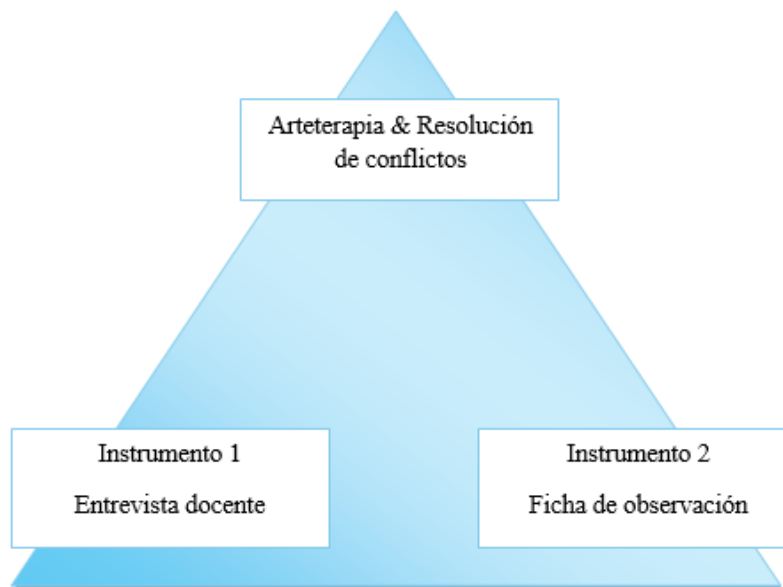 Arteterapia & Resolución
de conflictos
Instrumento 1
Entrevista docente
Instrumento 2
Ficha de observación